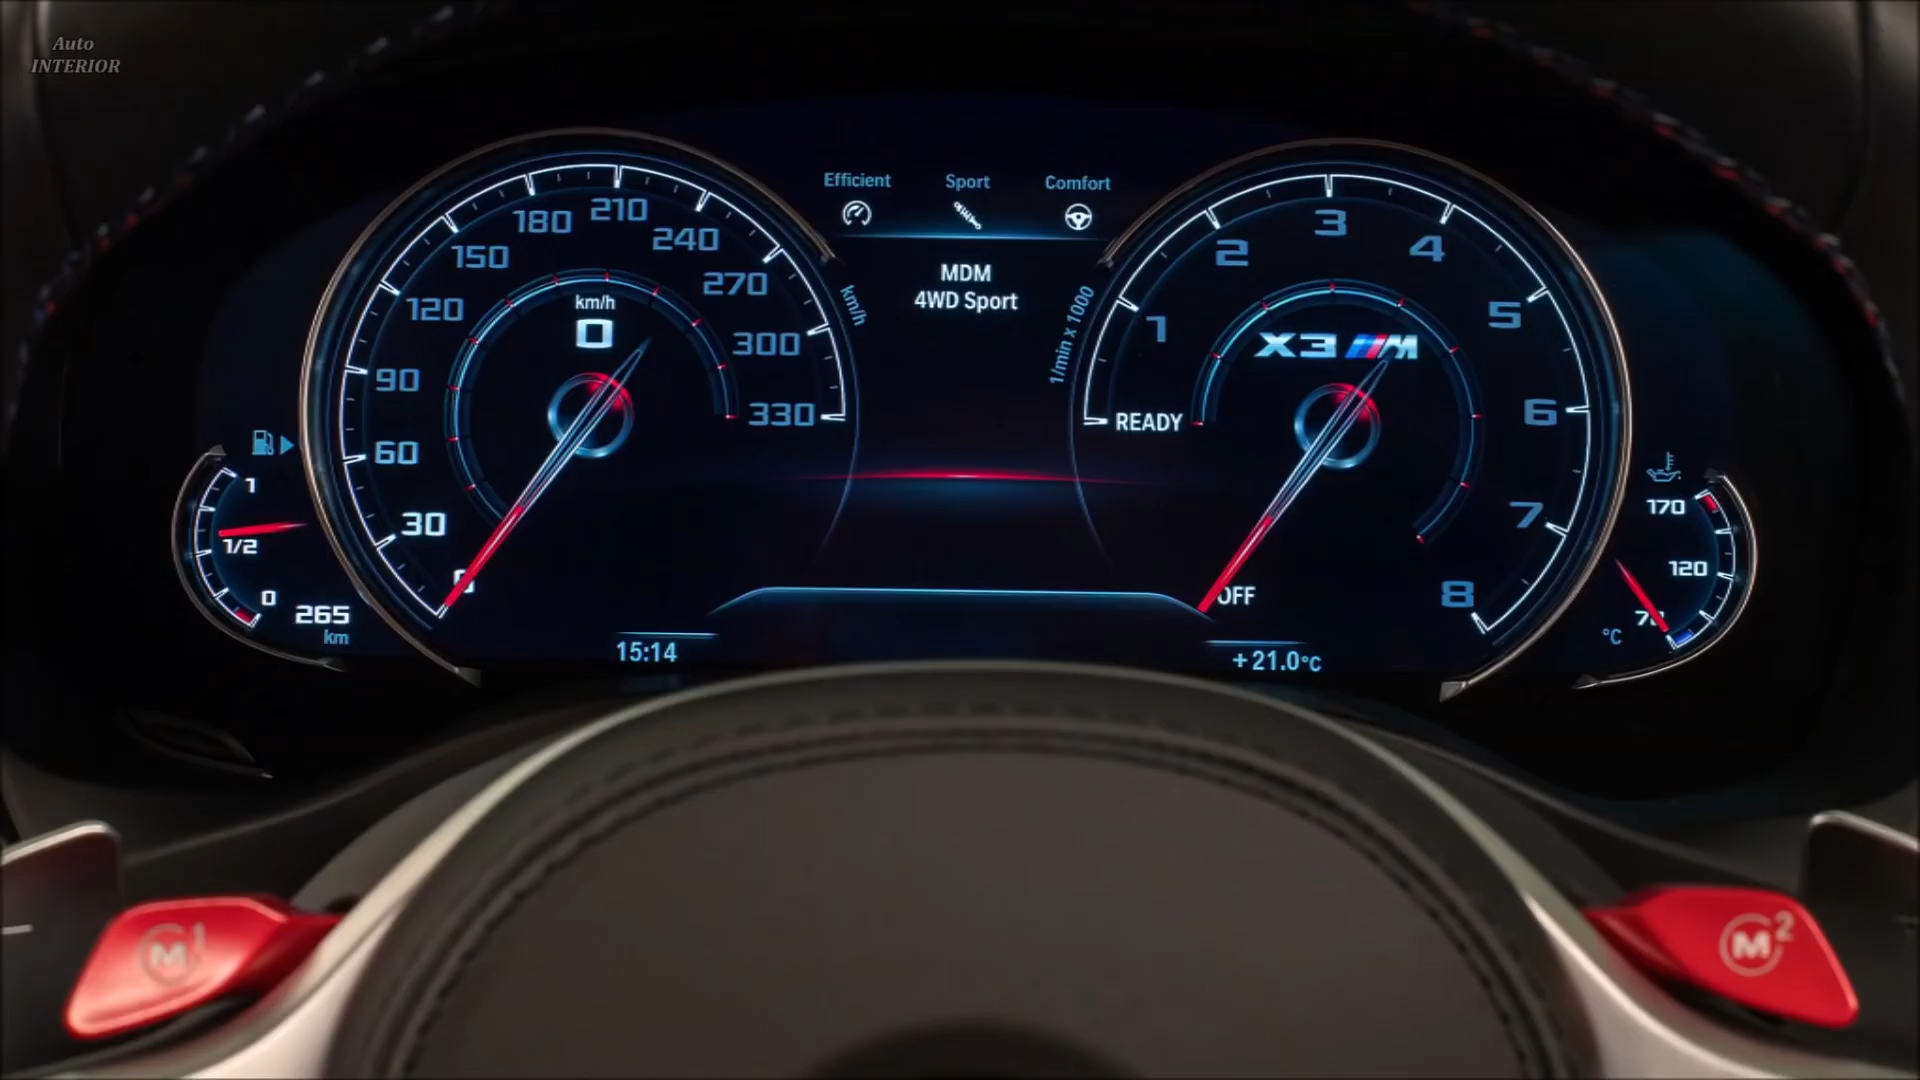 Auto
INTERIOR
Efficient Sport Comfort
MDM
4WD Sport
0
30
60
90
120
150
180
210
240
270
300
330
km/h
0
km/h
1/min x 1000
READY
OFF
1
2
3
4
5
6
7
8
X3 M
1
1/2
0
265
km
15:14
+21.0°C
170
120
°C
M1
M2